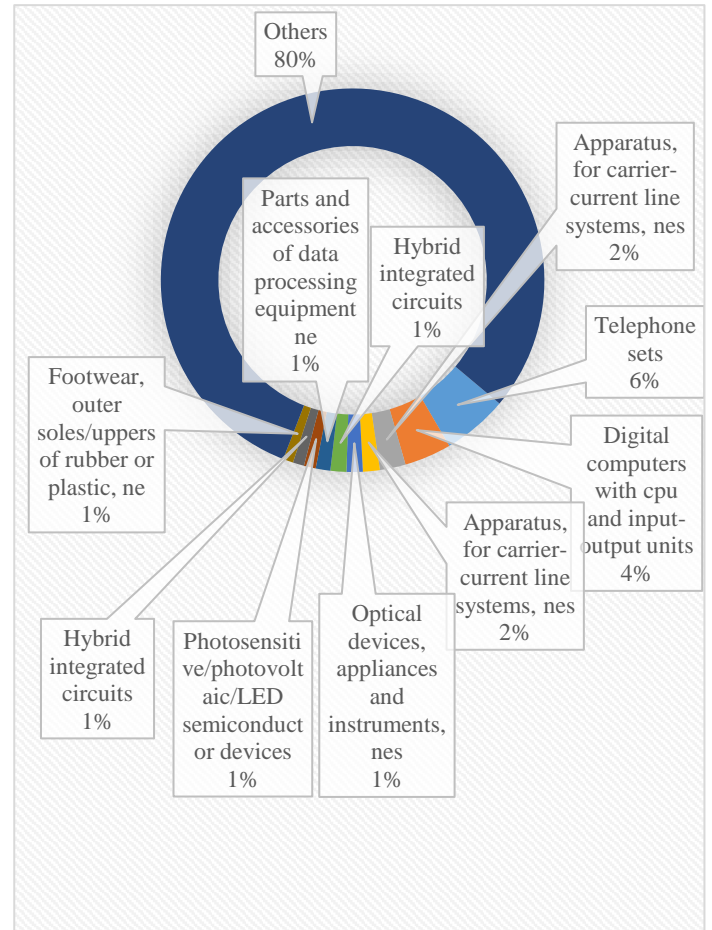 Others
80%
Apparatus,
for carrier-
current line
systems, nes
2%
Parts and
accessories
of data
processing
equipment
ne
1%
Hybrid
integrated
circuits
1%
Telephone
sets
6%
Footwear,
outer
soles/uppers
of rubber or
plastic, ne
1%
Digital
computers
with cpu
and input-
output units
4%
Apparatus,
for carrier-
current line
systems, nes
2%
Optical
devices,
appliances
and
instruments,
nes
1%
Photosensiti
ve/photovolt
aic/LED
semiconduct
or devices
1%
Hybrid
integrated
circuits
1%